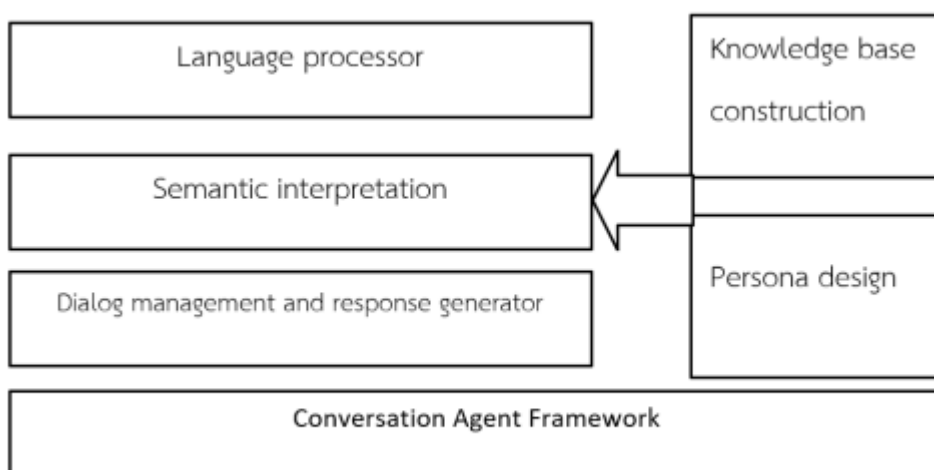 Language processor
Semantic interpretation
Dialog management and response generator
Knowledge base
construction
Persona design
Conversation Agent Framework